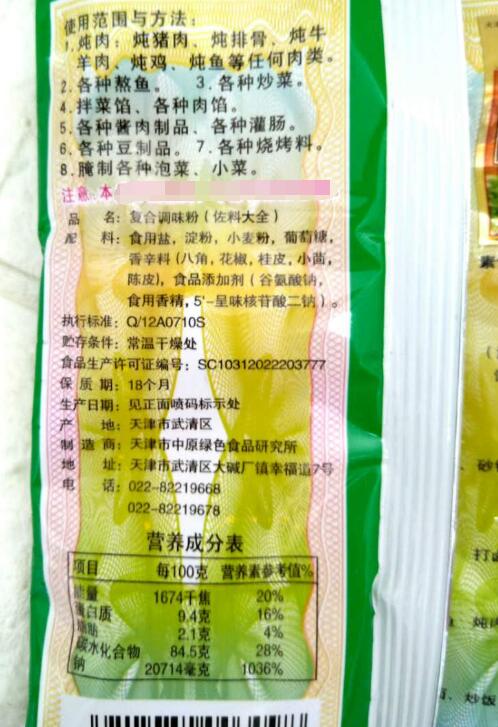 使用范围与方法：
1.炖肉：炖猪肉、炖排骨、炖牛
羊肉、炖鸡、炖鱼等任何肉类。
2.各种熬鱼。 3.各种炒菜。
4.拌菜馅、各种肉馅。
5.各种酱肉制品、各种灌肠。
6.各种豆制品。 7.各种烧烤料。
8.腌制各种泡菜、小菜。
注意:本
品 名：复合调味粉（佐料大全）
配 料：食用盐，淀粉，小麦粉，葡萄糖，
香辛料（八角，花椒，桂皮，小茴，
陈皮)，食品添加剂（谷氨酸钠，
食用香精，5'-呈味核苷酸二钠）。
执行标准：Q/12A0710S
贮存条件：常温干燥处
食品生产许可证编号：SC10312022203777
保 质 期：18个月
生产日期：见正面喷码标示处
产 地：天津市武清区
制 造 商：天津市中原绿色食品研究所
地 址：天津市武清区大碱厂镇幸福道7号
电 话：022-82219668
022-82219678
营养成分表
项目 每100克 营养素参考值%
能量 1674千焦 20%
蛋白质 9.4克 16%
脂肪 2.1克 4%
碳水化合物 84.5克 28%
钠 20714毫克 1036%
素
砂
打
炖肉
炒饭